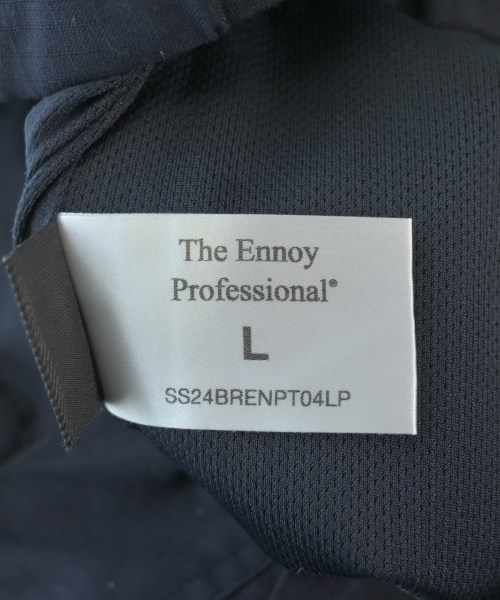 The Ennoy
Professional®
L
SS24BRENPT04LP